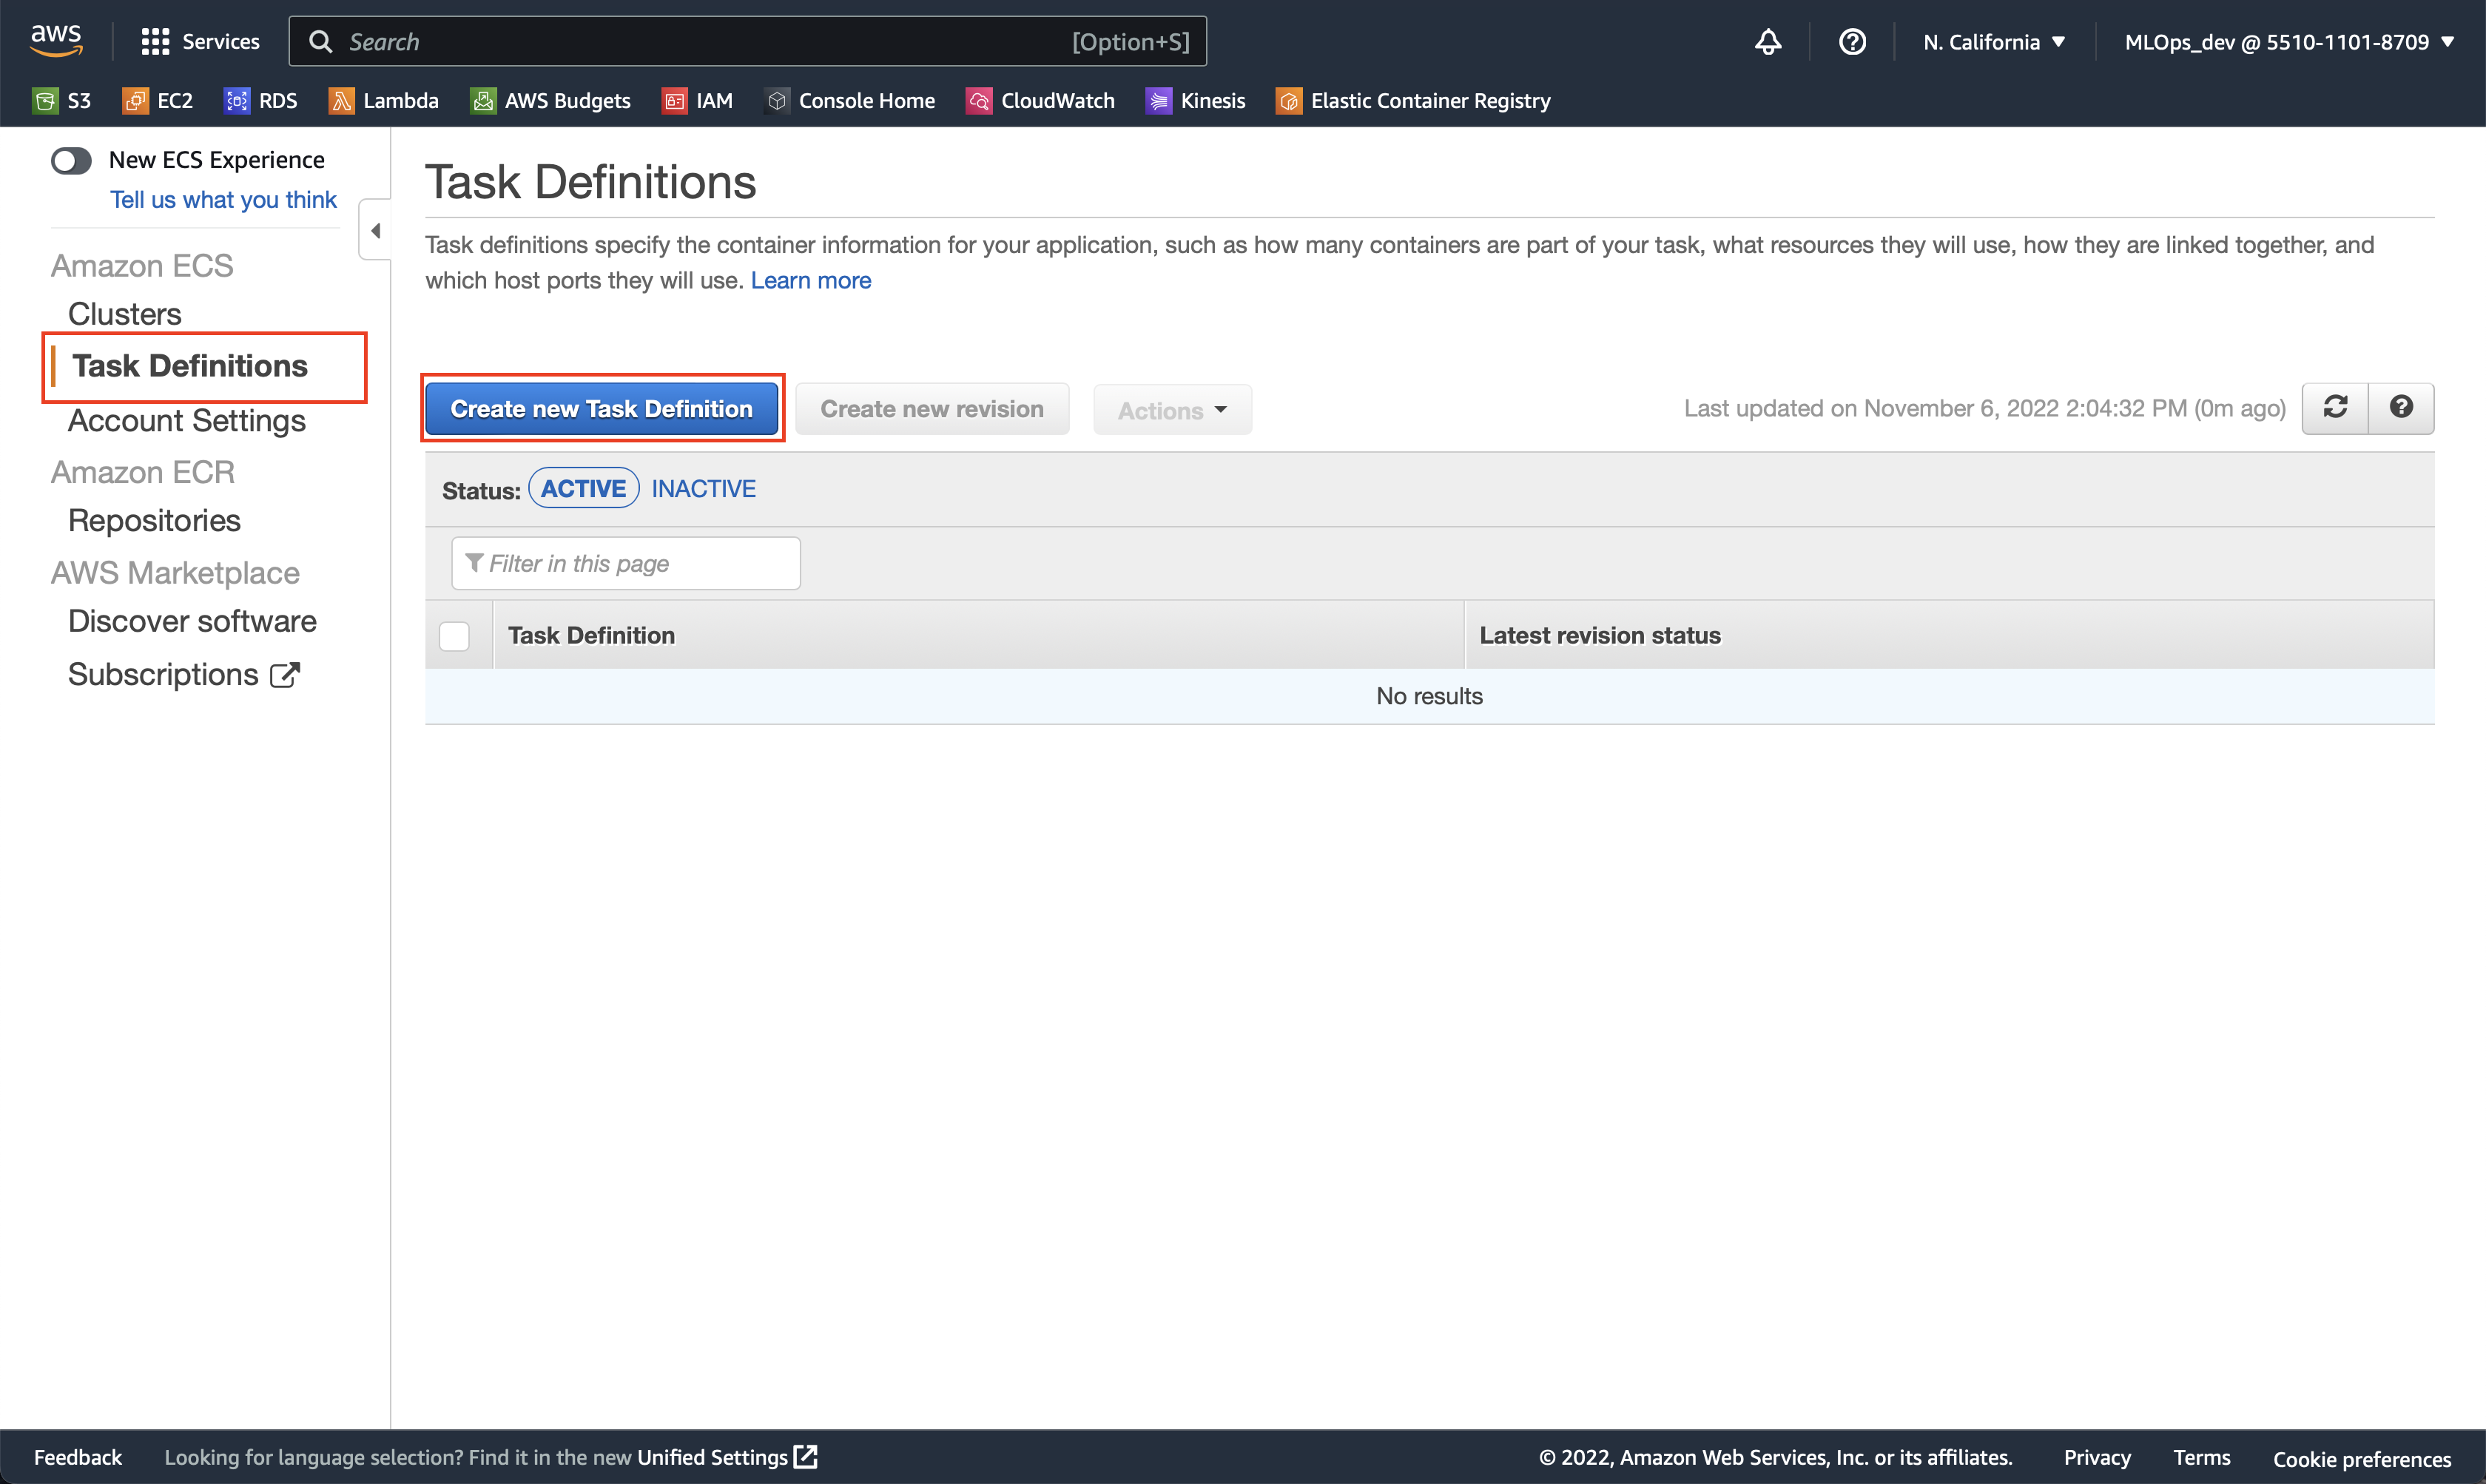 aws
Services
Search [Option+S]
N. California
MLOps_dev @ 5510-1101-8709
S3 EC2 RDS Lambda AWS Budgets IAM Console Home CloudWatch Kinesis Elastic Container Registry
New ECS Experience
Tell us what you think
Amazon ECS
Clusters
Task Definitions
Account Settings
Amazon ECR
Repositories
AWS Marketplace
Discover software
Subscriptions
Task Definitions
Task definitions specify the container information for your application, such as how many containers are part of your task, what resources they will use, how they are linked together, and
which host ports they will use. Learn more
Create new Task Definition Create new revision Actions Last updated on November 6, 2022 2:04:32 PM (0m ago)
Status: ACTIVE INACTIVE
Filter in this page
Task Definition Latest revision status
No results
Feedback Looking for language selection? Find it in the new Unified Settings © 2022, Amazon Web Services, Inc. or its affiliates. Privacy Terms Cookie preferences